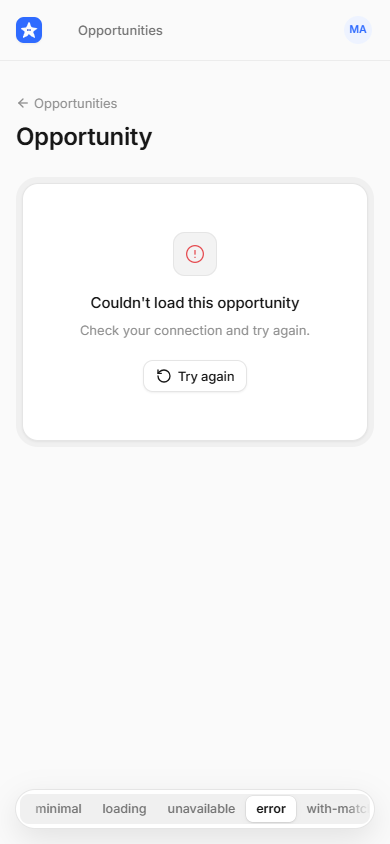 Opportunities
MA
Opportunities
Opportunity
Couldn't load this opportunity
Check your connection and try again.
Try again
minimal loading unavailable error